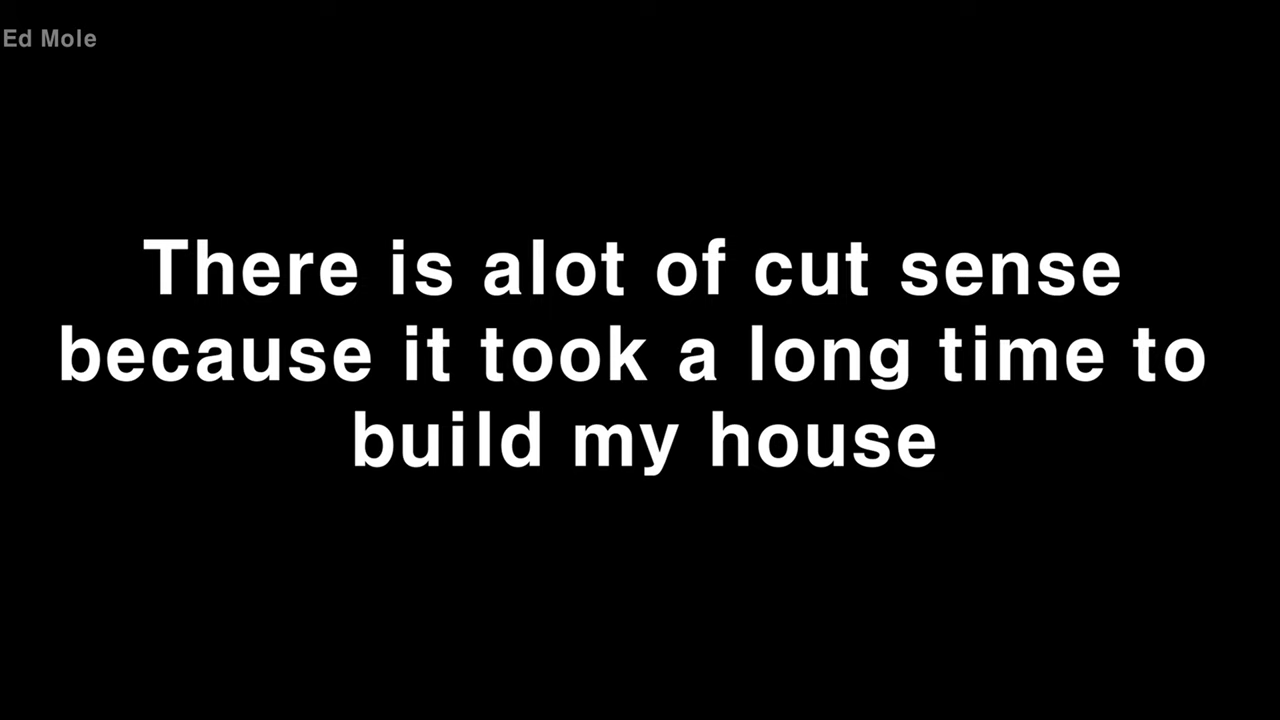 Ed Mole
There is alot of cut sense
because it took a long time to
build my house